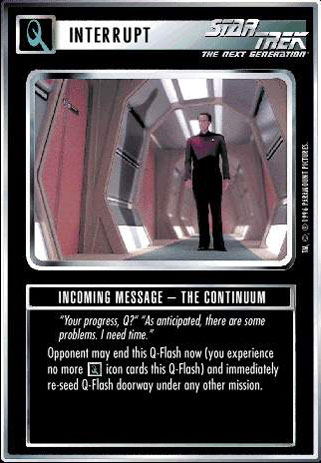 Q INTERRUPT
STAR TREK
THE NEXT GENERATION®
TM, ®, © 1996 PARAMOUNT PICTURES.
INCOMING MESSAGE – THE CONTINUUM
“Your progress, Q?” “As anticipated, there are some
problems. I need time.”
Opponent may end this Q-Flash now (you experience
no more Q icon cards this Q-Flash) and immediately
re-seed Q-Flash doorway under any other mission.